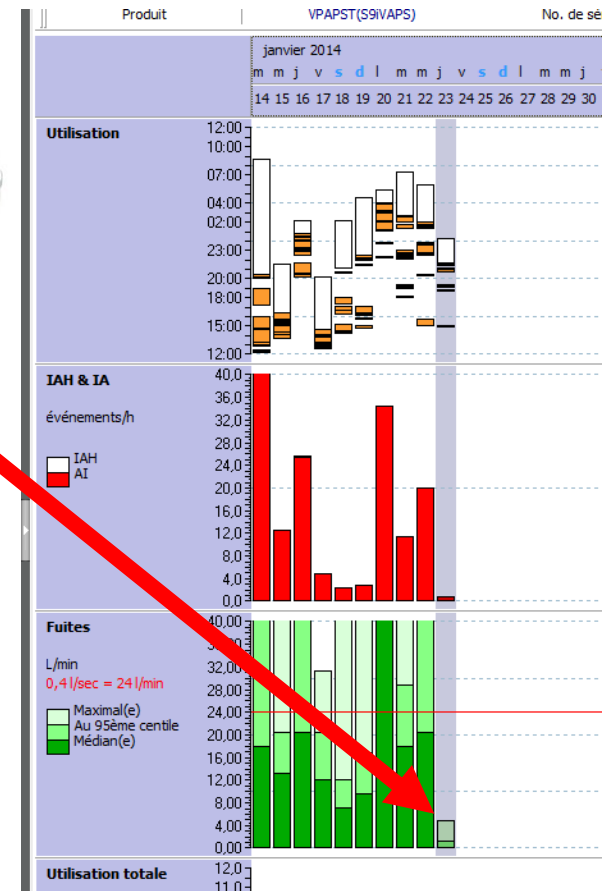 Produit VPAPST(S9iVAPS) No. de sé
janvier 2014
m m j v s d l m m j v s d l m m j
14 15 16 17 18 19 20 21 22 23 24 25 26 27 28 29 30
Utilisation
12:00
10:00
07:00
04:00
02:00
23:00
20:00
18:00
15:00
12:00
IAH & IA
événements/h
IAH
AI
40,0
36,0
32,0
28,0
24,0
20,0
16,0
12,0
8,0
4,0
0,0
Fuites
L/min
0,4 l/sec = 24 l/min
Maximal(e)
Au 95ème centile
Médian(e)
40,00
36,00
32,00
28,00
24,00
20,00
16,00
12,00
8,00
4,00
0,00
Utilisation totale
12,0
11,0